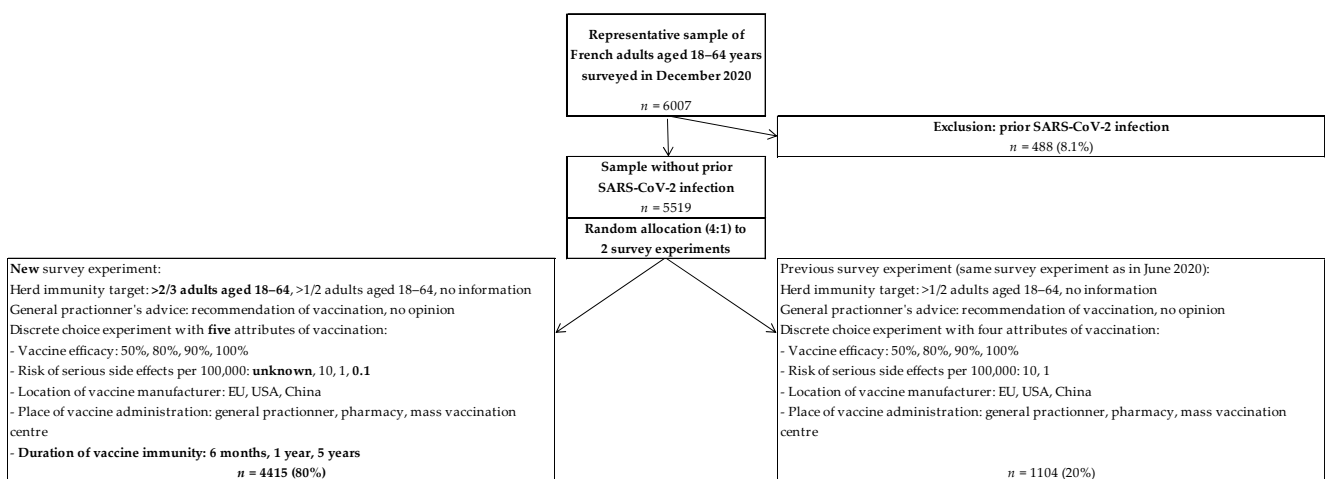 Representative sample of
French adults aged 18–64 years
surveyed in December 2020
n = 6007
Exclusion: prior SARS-CoV-2 infection
n = 488 (8.1%)
Sample without prior
SARS-CoV-2 infection
n = 5519
Random allocation (4:1) to
2 survey experiments
New survey experiment:
Herd immunity target: >2/3 adults aged 18–64, >1/2 adults aged 18–64, no information
General practionner's advice: recommendation of vaccination, no opinion
Discrete choice experiment with five attributes of vaccination:
- Vaccine efficacy: 50%, 80%, 90%, 100%
- Risk of serious side effects per 100,000: unknown, 10, 1, 0.1
- Location of vaccine manufacturer: EU, USA, China
- Place of vaccine administration: general practionner, pharmacy, mass vaccination
centre
- Duration of vaccine immunity: 6 months, 1 year, 5 years
n = 4415 (80%)
Previous survey experiment (same survey experiment as in June 2020):
Herd immunity target: >1/2 adults aged 18–64, no information
General practionner's advice: recommendation of vaccination, no opinion
Discrete choice experiment with four attributes of vaccination:
- Vaccine efficacy: 50%, 80%, 90%, 100%
- Risk of serious side effects per 100,000: 10, 1
- Location of vaccine manufacturer: EU, USA, China
- Place of vaccine administration: general practionner, pharmacy, mass vaccination
centre
n = 1104 (20%)